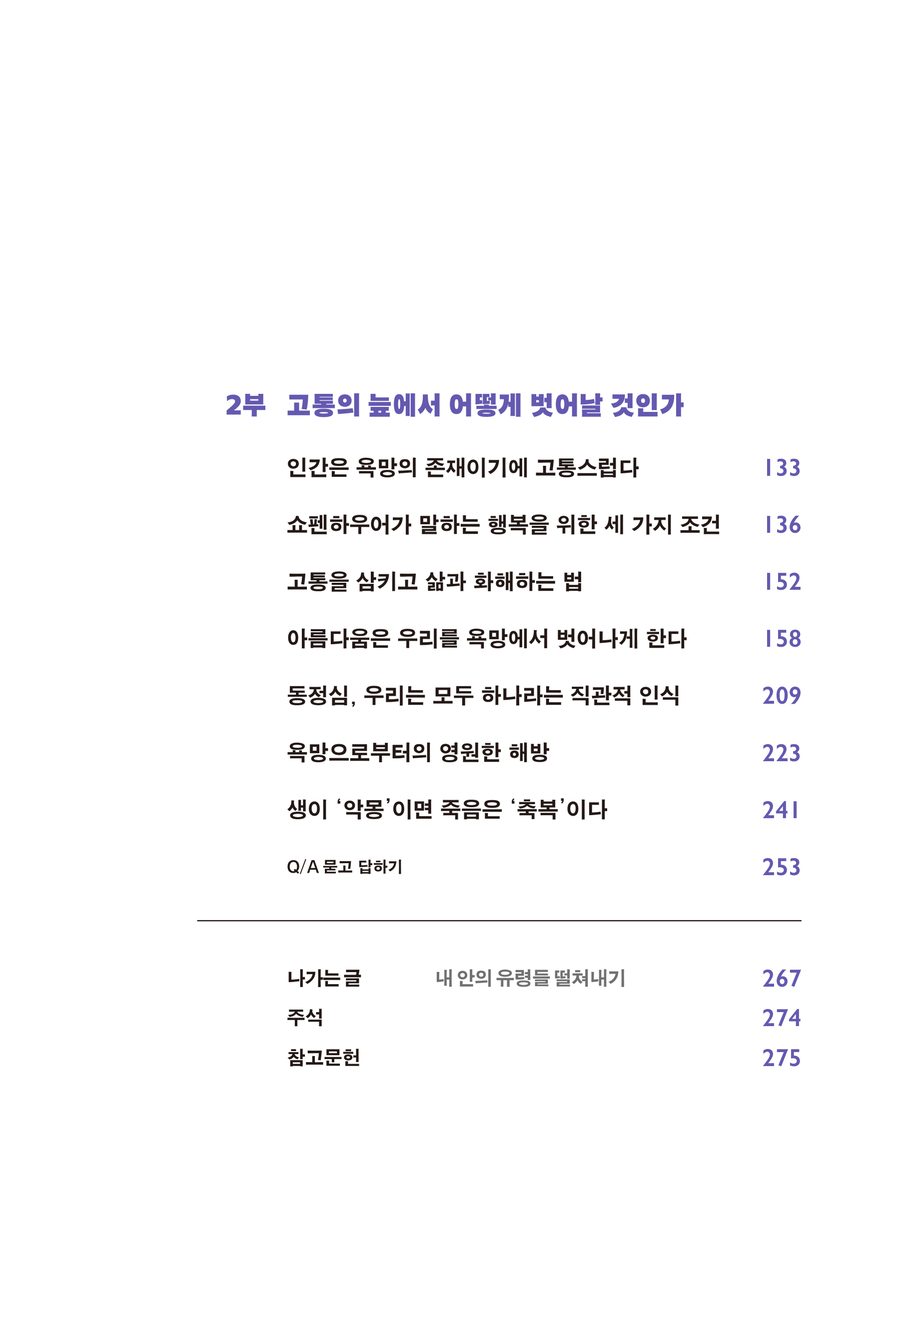 2부 고통의 늪에서 어떻게 벗어날 것인가
인간은 욕망의 존재이기에 고통스럽다 133
쇼펜하우어가 말하는 행복을 위한 세 가지 조건 136
고통을 삼키고 삶과 화해하는 법 152
아름다움은 우리를 욕망에서 벗어나게 한다 158
동정심, 우리는 모두 하나라는 직관적 인식 209
욕망으로부터의 영원한 해방 223
생이 ‘악몽’이면 죽음은 ‘축복’이다 241
Q/A 묻고 답하기 253
나가는 글 내 안의 유령들 떨쳐내기 267
주석 274
참고문헌 275